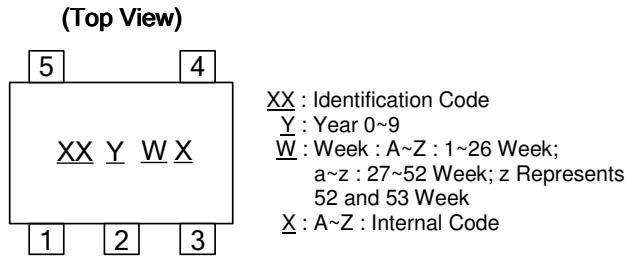 (Top View)
5 4
XX Y W X
1 2 3
XX : Identification Code
Y : Year 0~9
W : Week : A~Z : 1~26 Week;
a~z : 27~52 Week; z Represents
52 and 53 Week
X : A~Z : Internal Code